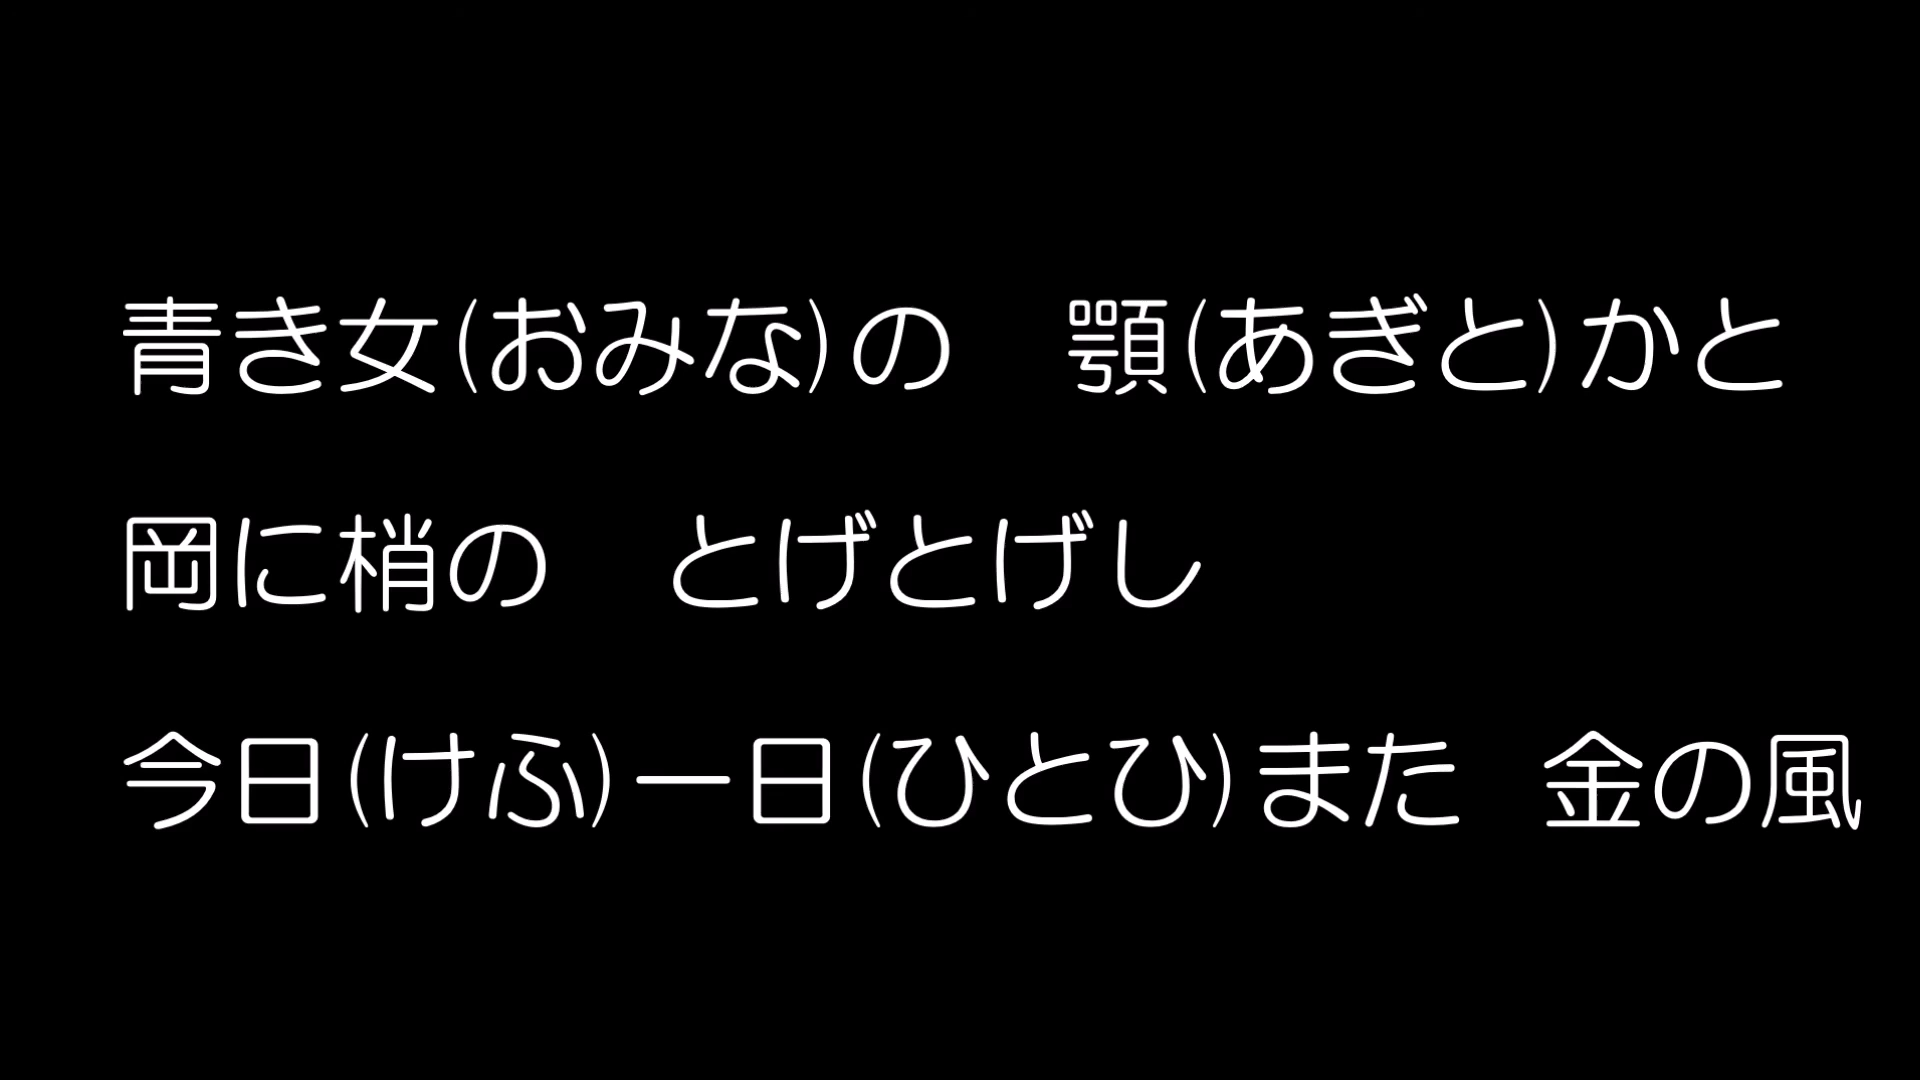 青き女(おみな)の　顎(あぎと)かと
岡に梢の　とげとげし
今日(けふ)一日(ひとひ)また 金の風